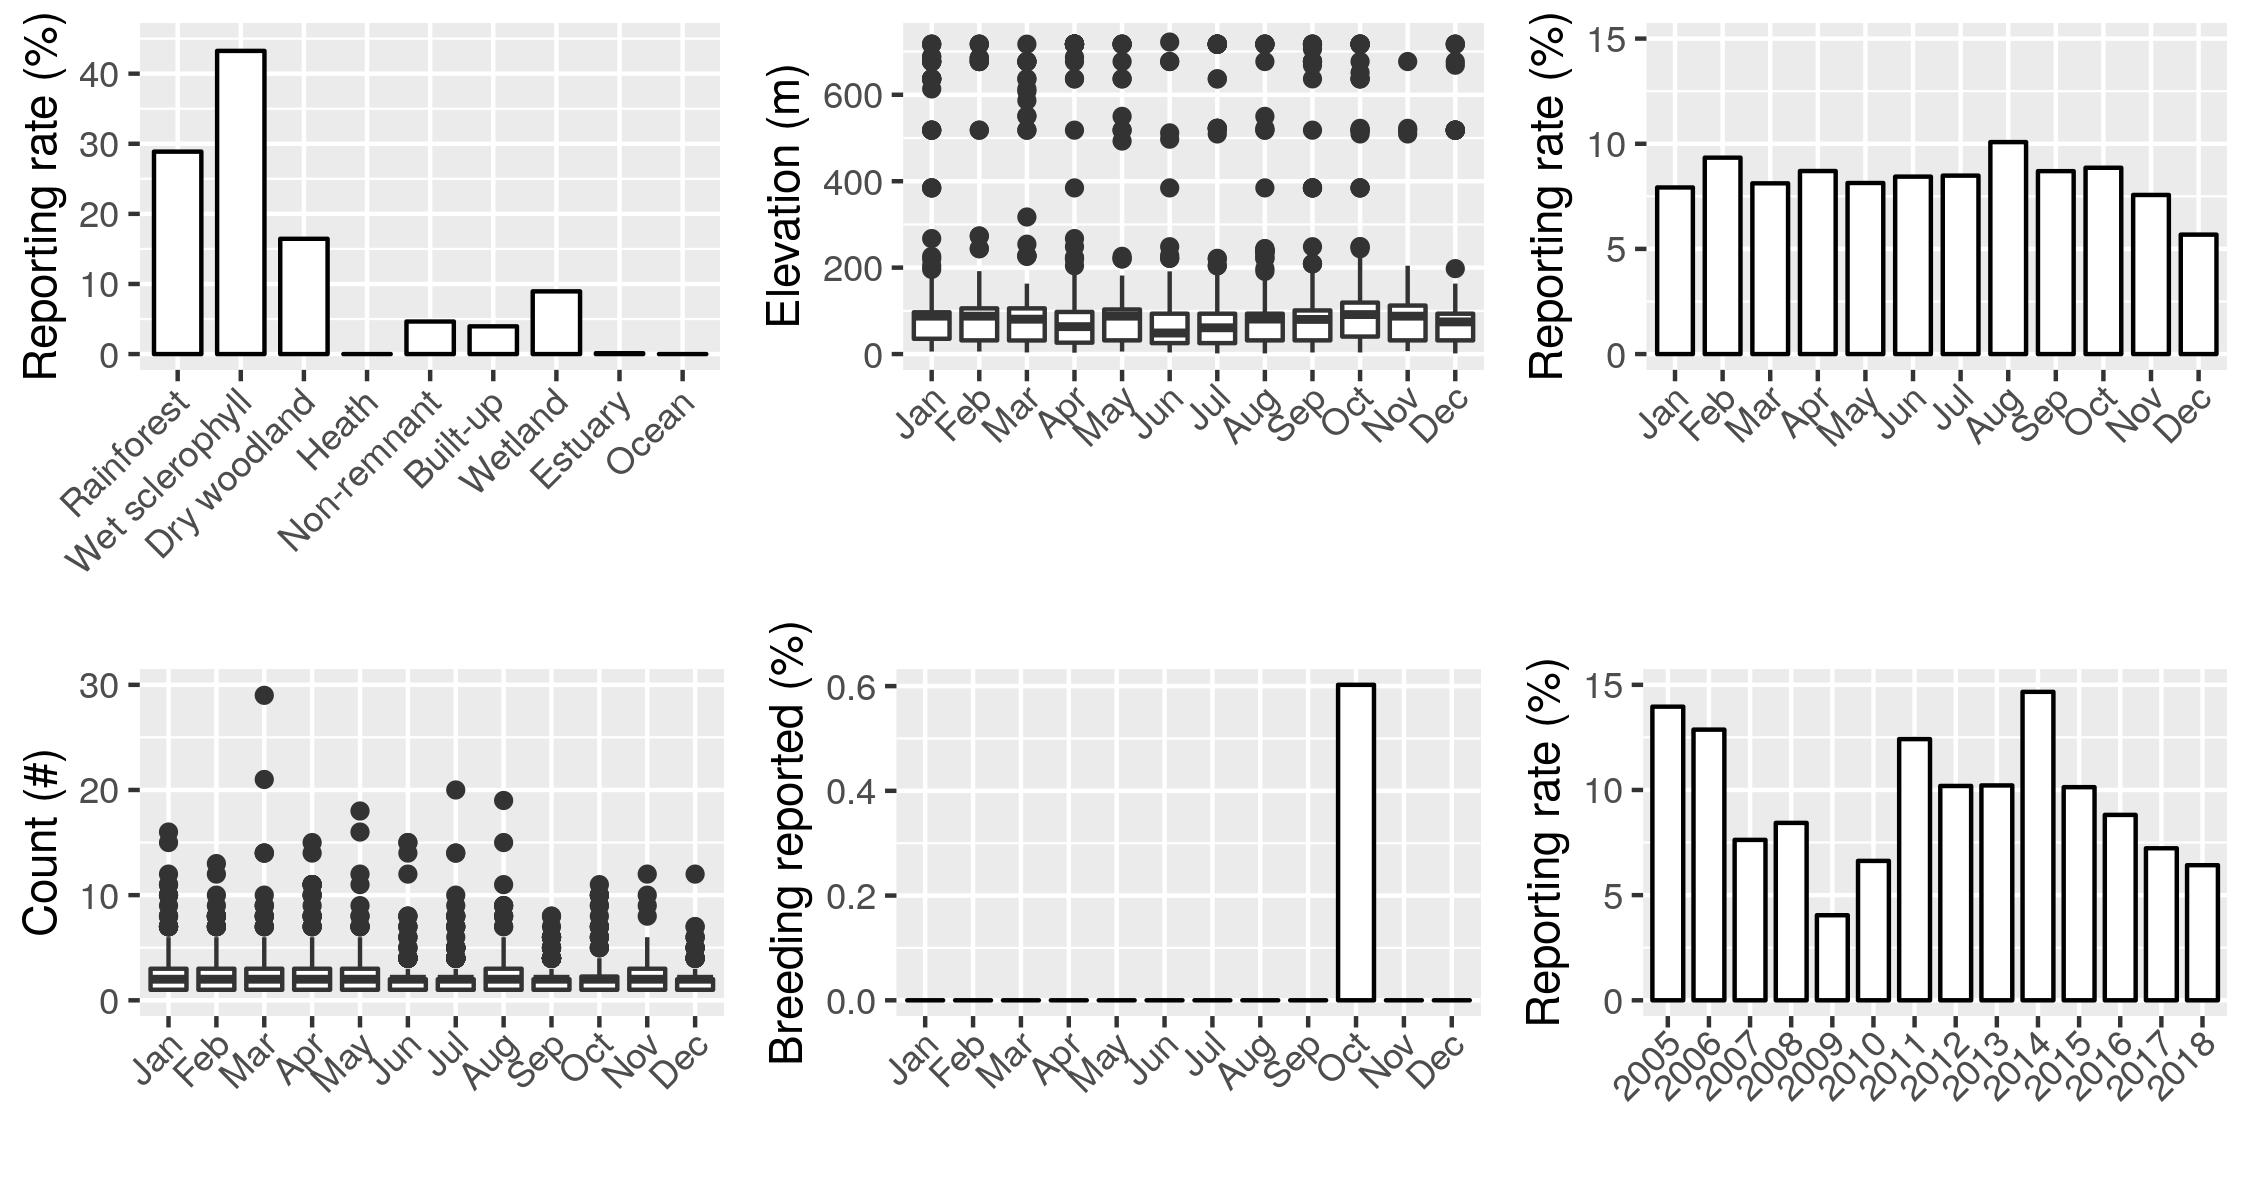 Reporting rate (%)
40
30
20
10
0
Rainforest
Wet sclerophyll
Dry woodland
Heath
Non-remnant
Built-up
Wetland
Estuary
Ocean
Elevation (m)
600
400
200
0
Jan Feb Mar Apr May Jun Jul Aug Sep Oct Nov Dec
Reporting rate (%)
15
10
5
0
Jan Feb Mar Apr May Jun Jul Aug Sep Oct Nov Dec
Count (#)
30
20
10
0
Jan Feb Mar Apr May Jun Jul Aug Sep Oct Nov Dec
Breeding reported (%)
0.6
0.4
0.2
0.0
Jan Feb Mar Apr May Jun Jul Aug Sep Oct Nov Dec
Reporting rate (%)
15
10
5
0
2005 2006 2007 2008 2009 2010 2011 2012 2013 2014 2015 2016 2017 2018